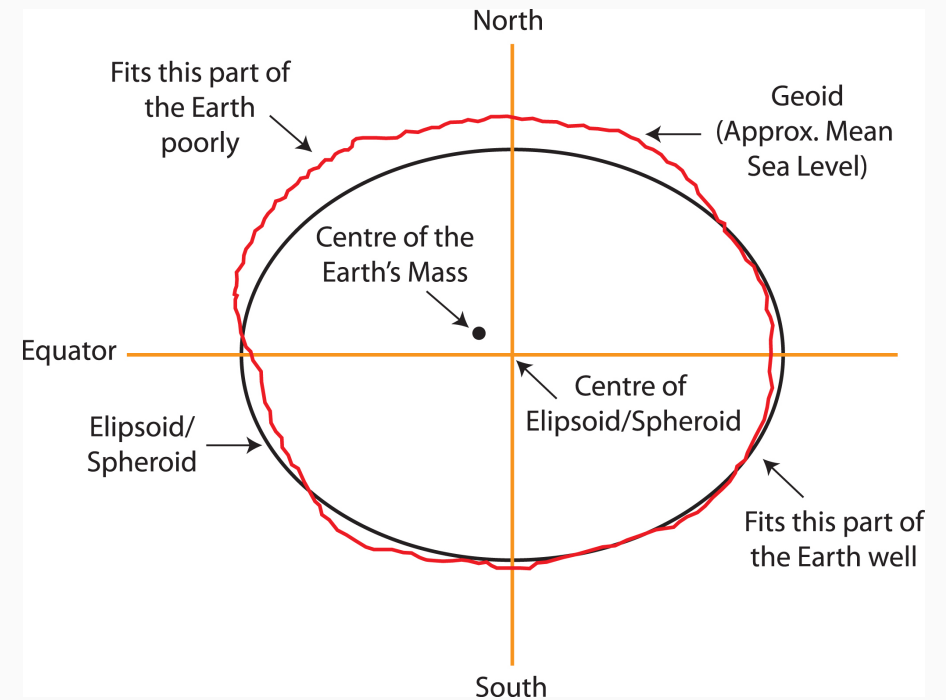 North
Fits this part of
the Earth
poorly
Geoid
(Approx. Mean
Sea Level)
Centre of the
Earth’s Mass
Equator
Centre of
Elipsoid/Spheroid
Elipsoid/
Spheroid
Fits this part of
the Earth well
South